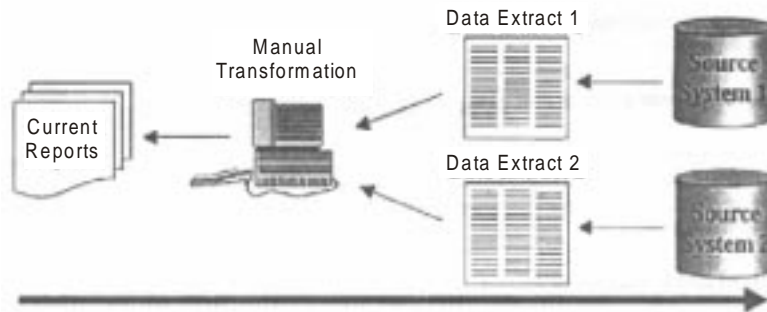 Data Extract 1
Manual
Transformation
Source
System 1
Current
Reports
Data Extract 2
Source
System 2